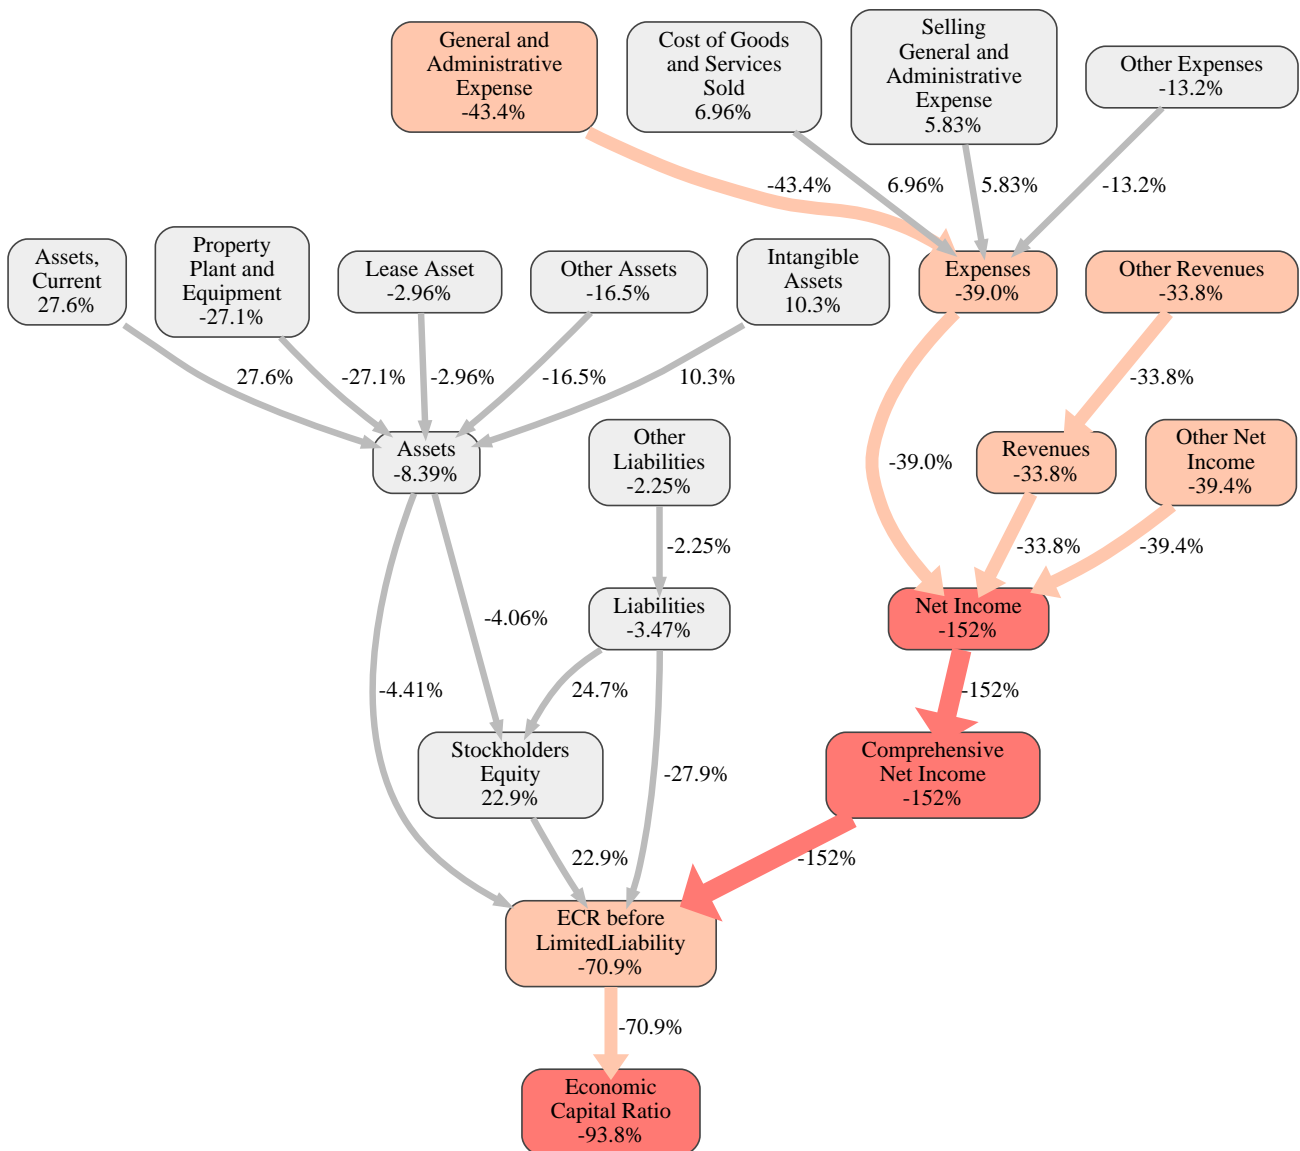 General and
Administrative
Expense
-43.4%
Cost of Goods
and Services
Sold
6.96%
Selling
General and
Administrative
Expense
5.83%
Other Expenses
-13.2%
-43.4%
6.96%
5.83%
-13.2%
Assets,
Current
27.6%
Property
Plant and
Equipment
-27.1%
Lease Asset
-2.96%
Other Assets
-16.5%
Intangible
Assets
10.3%
Expenses
-39.0%
Other Revenues
-33.8%
27.6%
-27.1%
-2.96%
-16.5%
10.3%
-33.8%
Assets
-8.39%
Other
Liabilities
-2.25%
-39.0%
Revenues
-33.8%
Other Net
Income
-39.4%
-2.25%
-33.8%
-39.4%
-4.06%
Liabilities
-3.47%
Net Income
-152%
-4.41%
24.7%
-27.9%
-152%
Stockholders
Equity
22.9%
Comprehensive
Net Income
-152%
22.9%
-152%
ECR before
LimitedLiability
-70.9%
-70.9%
Economic
Capital Ratio
-93.8%